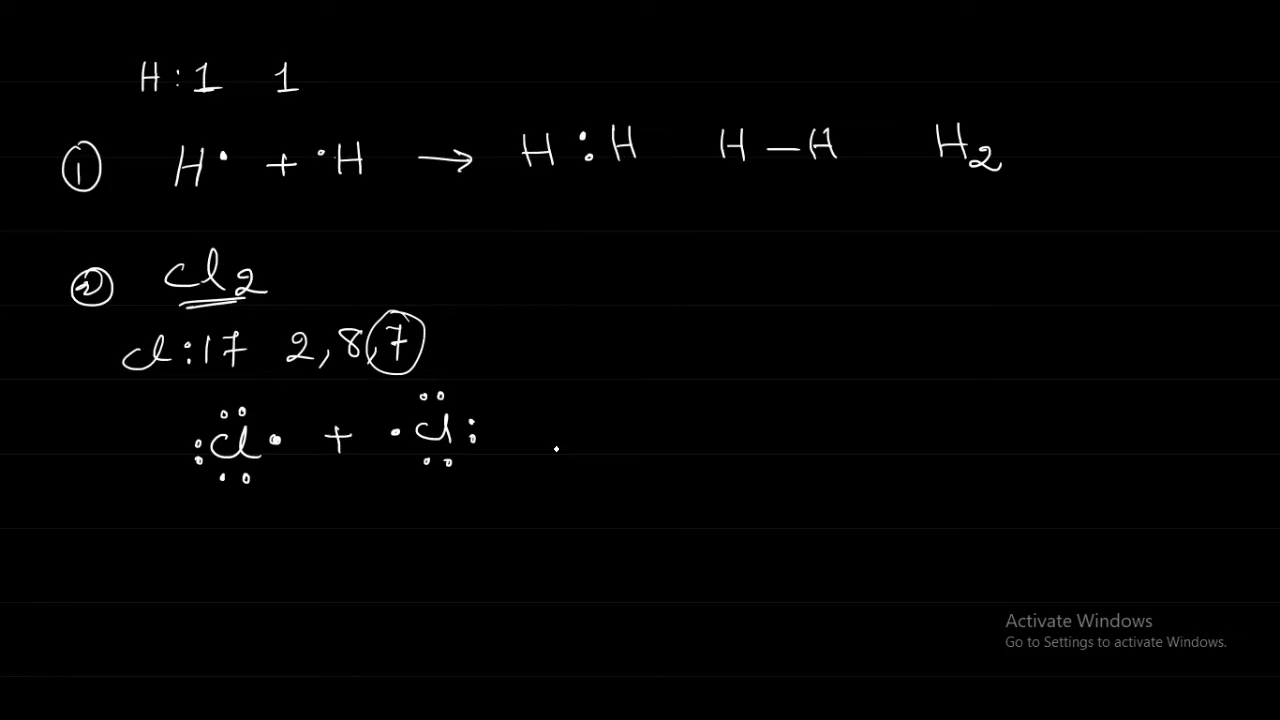 H : 1 1
① H• + •H → H : H H — H H₂
② Cl₂
Cl : 17 2, 8, 7
:Cl• + •Cl:
Activate Windows
Go to Settings to activate Windows.